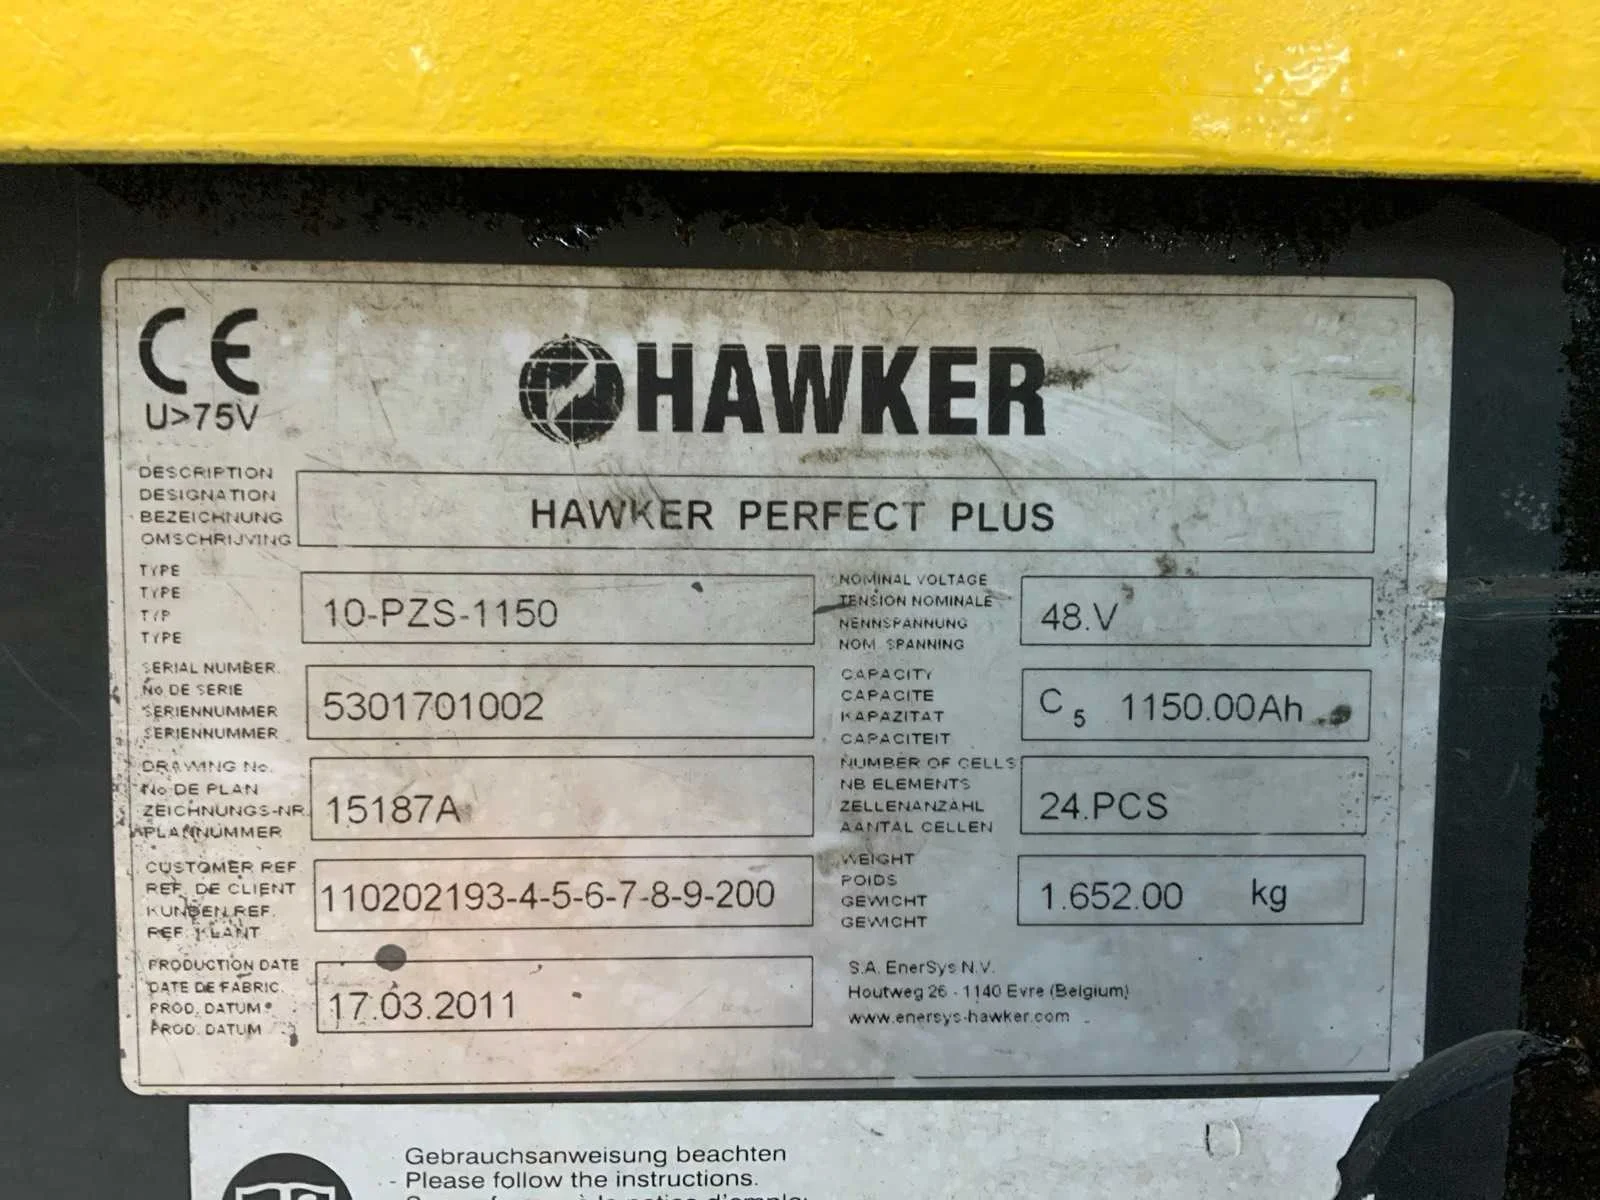 CE
U>75V
HAWKER
DESCRIPTION
DESIGNATION
BEZEICHNUNG
OMSCHRIJVING
HAWKER PERFECT PLUS
TYPE
TYPE
TYP
TYPE
10-PZS-1150
NOMINAL VOLTAGE
TENSION NOMINALE
NENNSPANNUNG
NOM. SPANNING
48.V
SERIAL NUMBER.
No DE SERIE
SERIENNUMMER
SERIENNUMMER
5301701002
CAPACITY
CAPACITE
KAPAZITAT
CAPACITEIT
C5 1150.00Ah
DRAWING No.
No DE PLAN
ZEICHNUNGS-NR.
PLANNUMMER
15187A
NUMBER OF CELLS
NB ELEMENTS
ZELLENANZAHL
AANTAL CELLEN
24.PCS
CUSTOMER REF.
REF. DE CLIENT
KUNDEN REF.
REF. KLANT
110202193-4-5-6-7-8-9-200
WEIGHT
POIDS
GEWICHT
GEWICHT
1.652.00 kg
PRODUCTION DATE
DATE DE FABRIC.
PROD. DATUM
PROD. DATUM
17.03.2011
S.A. EnerSys N.V.
Houtweg 26 - 1140 Evre (Belgium)
www.enersys-hawker.com
Gebrauchsanweisung beachten
- Please follow the instructions.